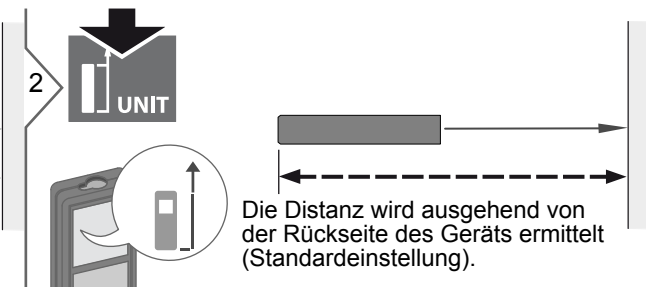 2
UNIT
Die Distanz wird ausgehend von
der Rückseite des Geräts ermittelt
(Standardeinstellung).